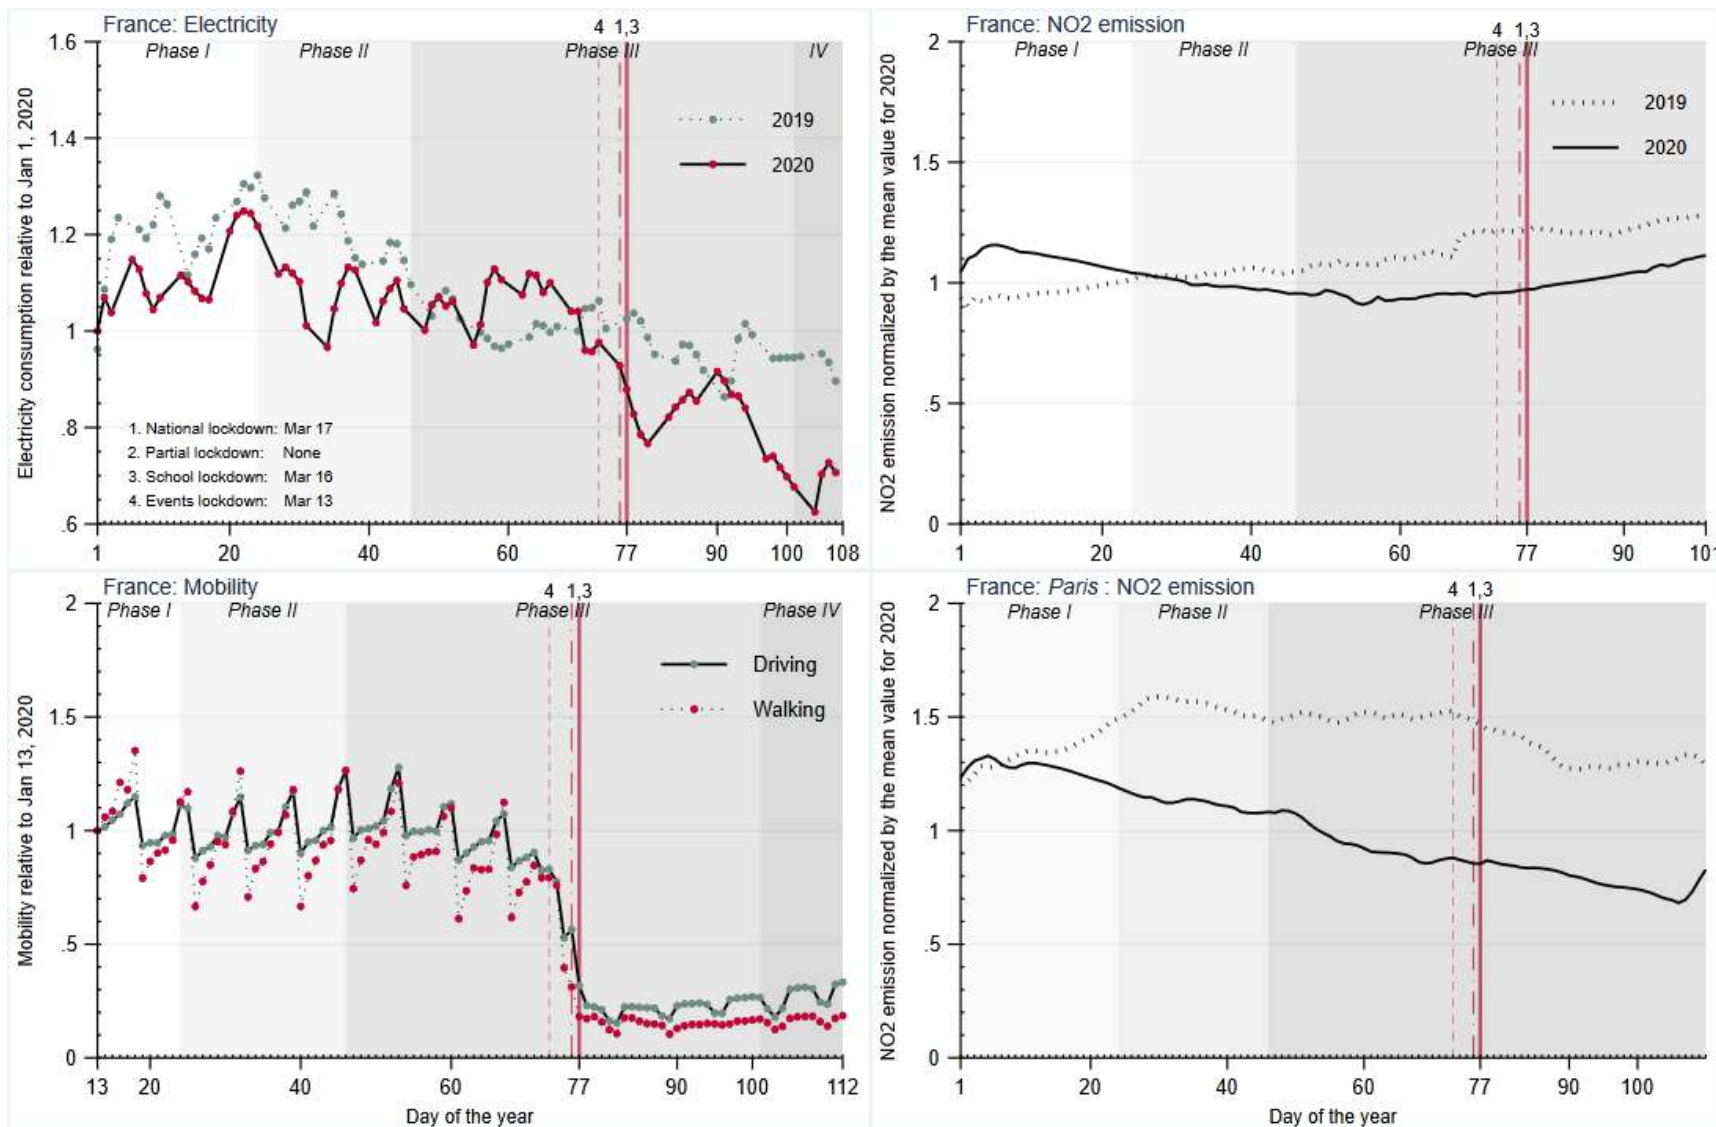 France: Electricity
4 1,3
Phase I
Phase II
Phase III
IV
Electricity consumption relative to Jan 1, 2020
1.6
1.4
1.2
1
.8
.6
2019
2020
1. National lockdown: Mar 17
2. Partial lockdown: None
3. School lockdown: Mar 16
4. Events lockdown: Mar 13
1 20 40 60 77 90 100 108
France: NO2 emission
4 1,3
Phase I
Phase II
Phase III
NO2 emission normalized by the mean value for 2020
2
1.5
1
.5
0
2019
2020
1 20 40 60 77 90 10
France: Mobility
4 1,3
Phase I
Phase II
Phase III
Phase IV
Mobility relative to Jan 13, 2020
2
1.5
1
.5
0
Driving
Walking
13 20 40 60 77 90 100 112
Day of the year
France: Paris : NO2 emission
4 1,3
Phase I
Phase II
Phase III
NO2 emission normalized by the mean value for 2020
2
1.5
1
.5
0
1 20 40 60 77 90 100
Day of the year